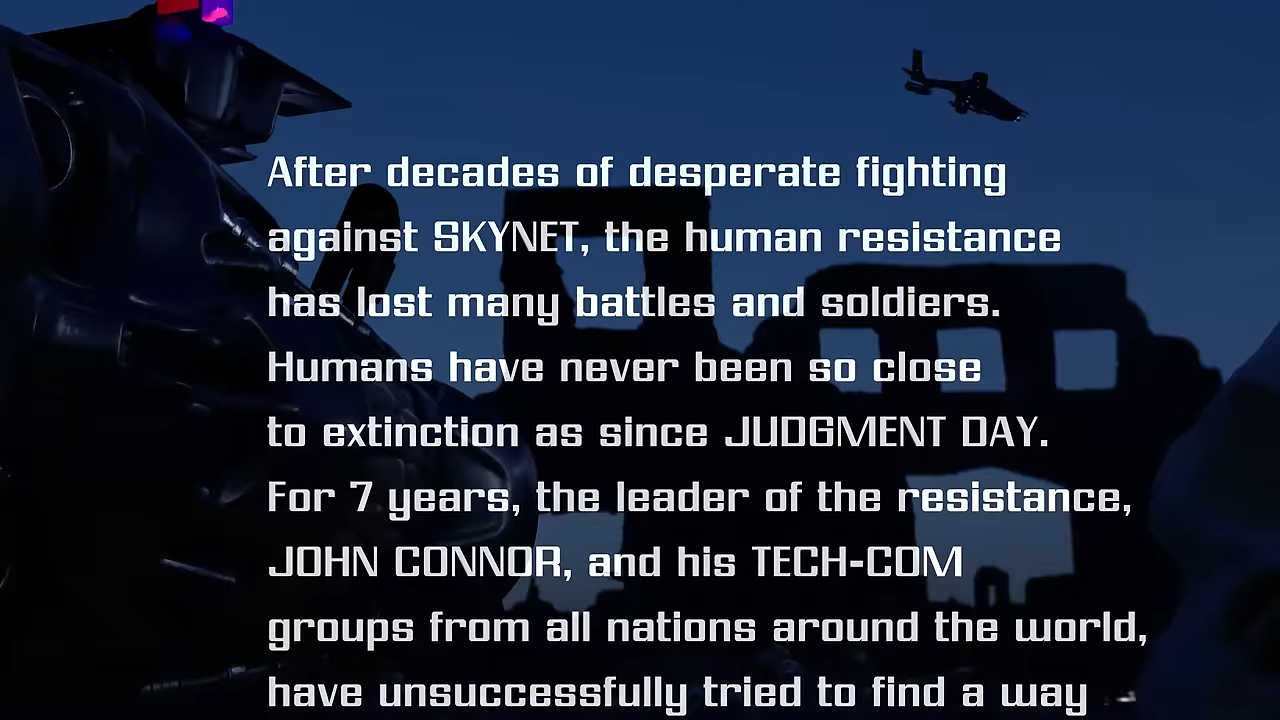 After decades of desperate fighting
against SKYNET, the human resistance
has lost many battles and soldiers.
Humans have never been so close
to extinction as since JUDGMENT DAY.
For 7 years, the leader of the resistance,
JOHN CONNOR, and his TECH-COM
groups from all nations around the world,
have unsuccessfully tried to find a way